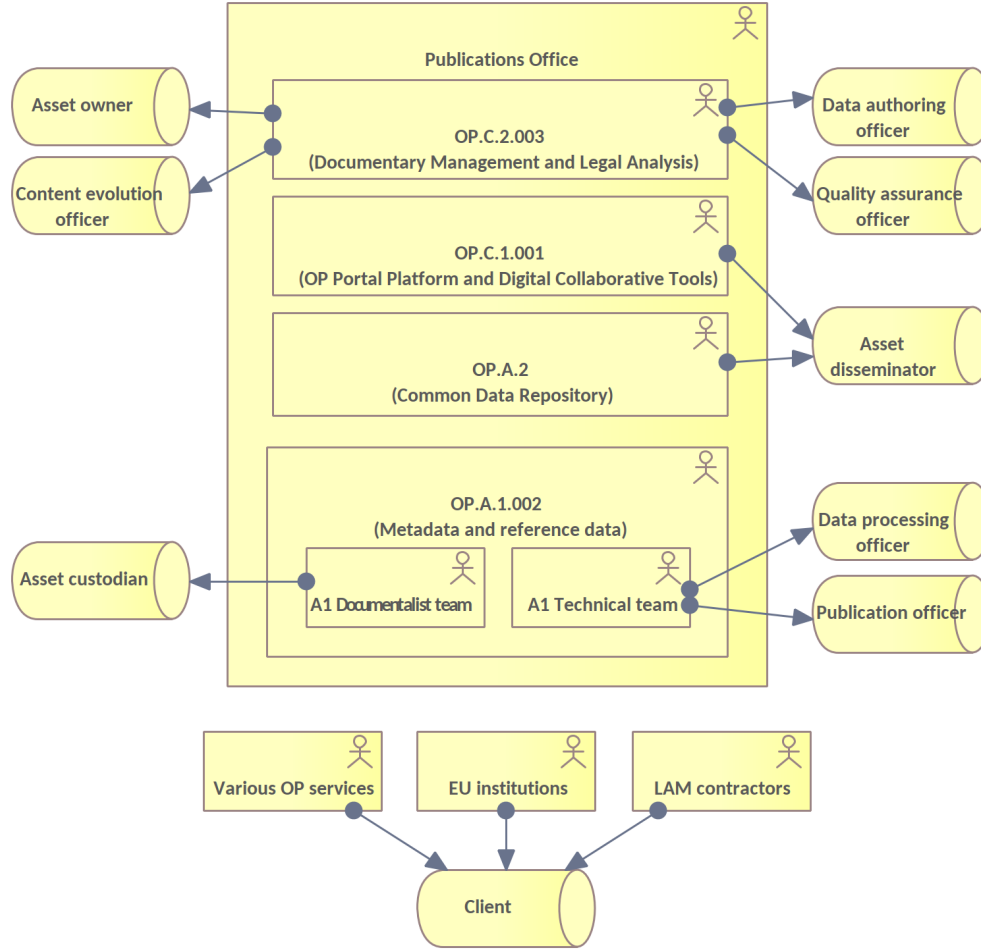 Publications Office
Asset owner
Content evolution
officer
OP.C.2.003
(Documentary Management and Legal Analysis)
Data authoring
officer
Quality assurance
officer
OP.C.1.001
(OP Portal Platform and Digital Collaborative Tools)
OP.A.2
(Common Data Repository)
Asset
disseminator
OP.A.1.002
(Metadata and reference data)
Asset custodian
A1 Documentalist team
A1 Technical team
Data processing
officer
Publication officer
Various OP services
EU institutions
LAM contractors
Client